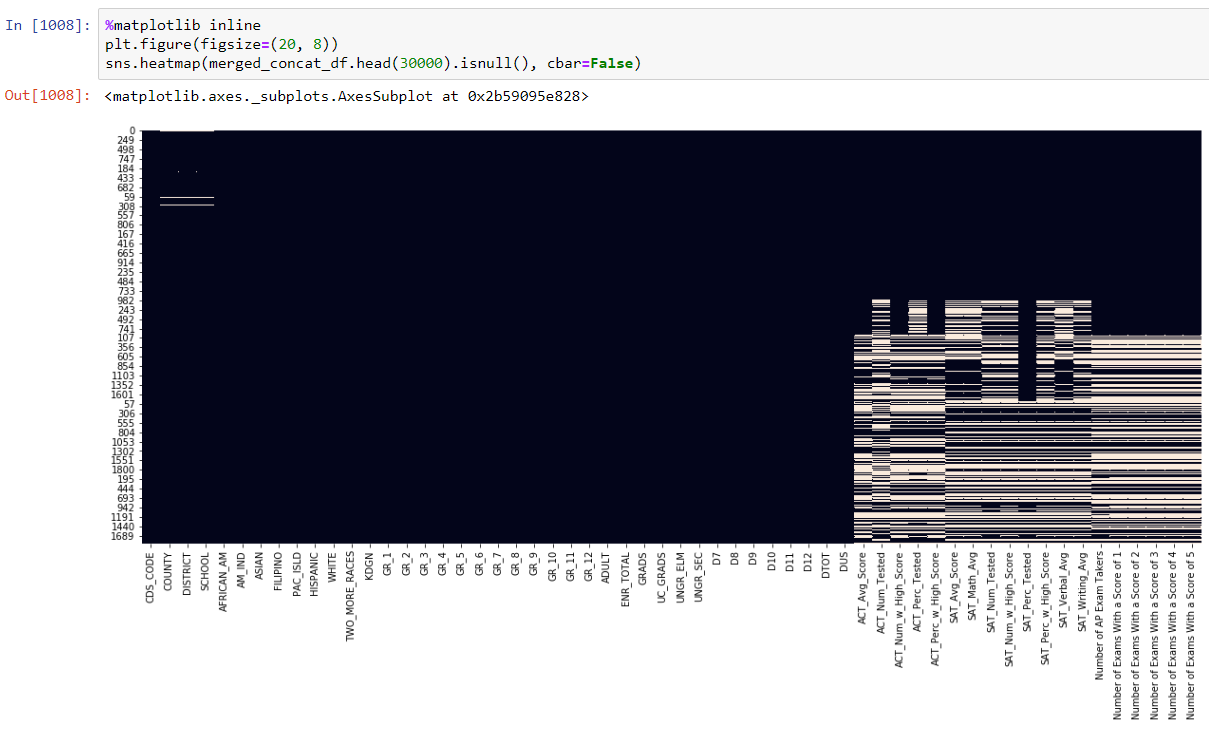 In [1008]: %matplotlib inline
plt.figure(figsize=(20, 8))
sns.heatmap(merged_concat_df.head(30000).isnull(), cbar=False)
Out[1008]: <matplotlib.axes._subplots.AxesSubplot at 0x2b59095e828>
0
249
498
747
184
433
682
59
308
557
806
167
416
665
914
235
484
733
982
243
492
741
107
356
605
854
1103
1352
1601
57
306
555
804
1053
1302
1551
1800
195
444
693
942
1191
1440
1689
CDS_CODE
COUNTY
DISTRICT
SCHOOL
AFRICAN_AM
AM_IND
ASIAN
FILIPINO
PAC_ISLD
HISPANIC
WHITE
TWO_MORE_RACES
KDGN
GR_1
GR_2
GR_3
GR_4
GR_5
GR_6
GR_7
GR_8
GR_9
GR_10
GR_11
GR_12
ADULT
ENR_TOTAL
GRADS
UC_GRADS
UNGR_ELM
UNGR_SEC
D7
D8
D9
D10
D11
D12
DTOT
DUS
ACT_Avg_Score
ACT_Num_Tested
ACT_Num_w_High_Score
ACT_Perc_Tested
ACT_Perc_w_High_Score
SAT_Avg_Score
SAT_Math_Avg
SAT_Num_Tested
SAT_Num_w_High_Score
SAT_Perc_Tested
SAT_Perc_w_High_Score
SAT_Verbal_Avg
SAT_Writing_Avg
Number of AP Exam Takers
Number of Exams With a Score of 1
Number of Exams With a Score of 2
Number of Exams With a Score of 3
Number of Exams With a Score of 4
Number of Exams With a Score of 5